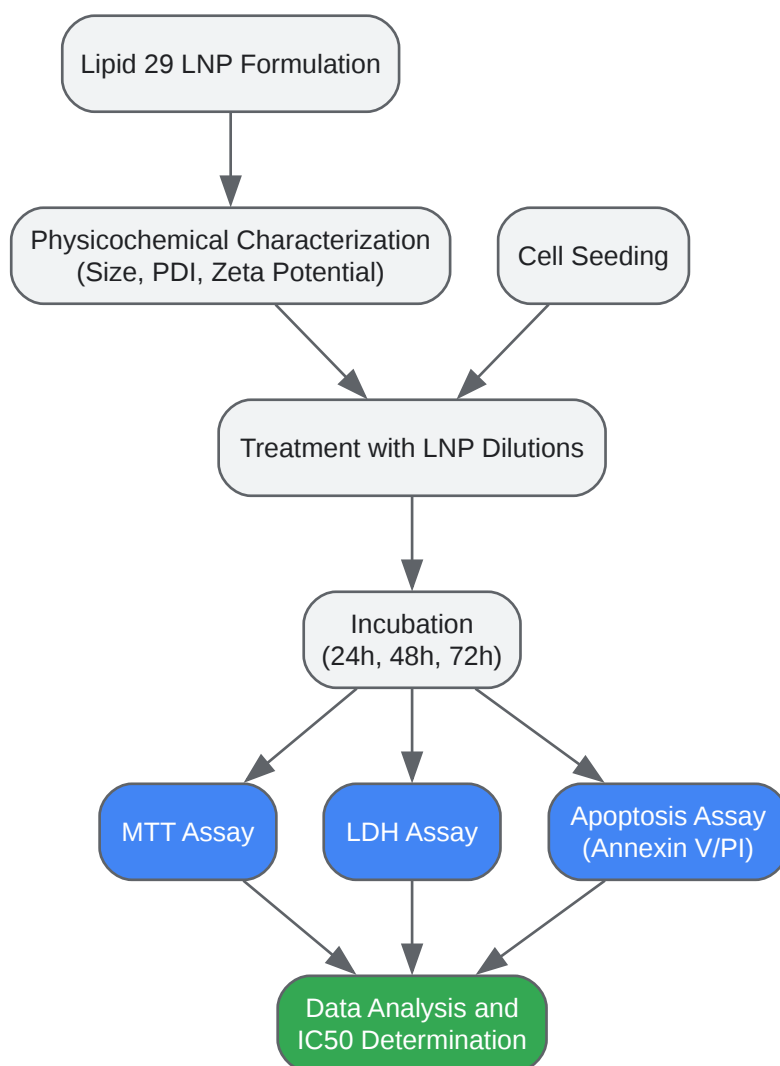 Lipid 29 LNP Formulation
Physicochemical Characterization
(Size, PDI, Zeta Potential)
Cell Seeding
Treatment with LNP Dilutions
Incubation
(24h, 48h, 72h)
MTT Assay
LDH Assay
Apoptosis Assay
(Annexin V/PI)
Data Analysis and
IC50 Determination